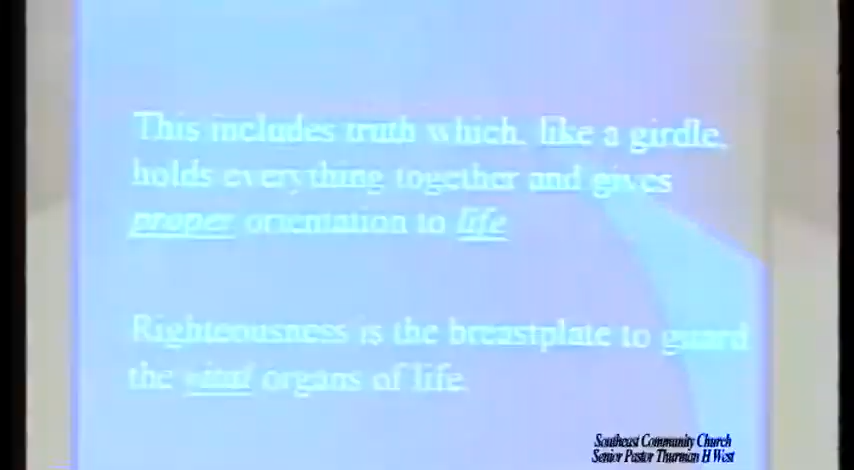 This includes truth which, like a girdle,
holds everything together and gives
proper orientation to life
Righteousness is the breastplate to guard
the vital organs of life.
Southeast Community Church
Senior Pastor Thurman H West